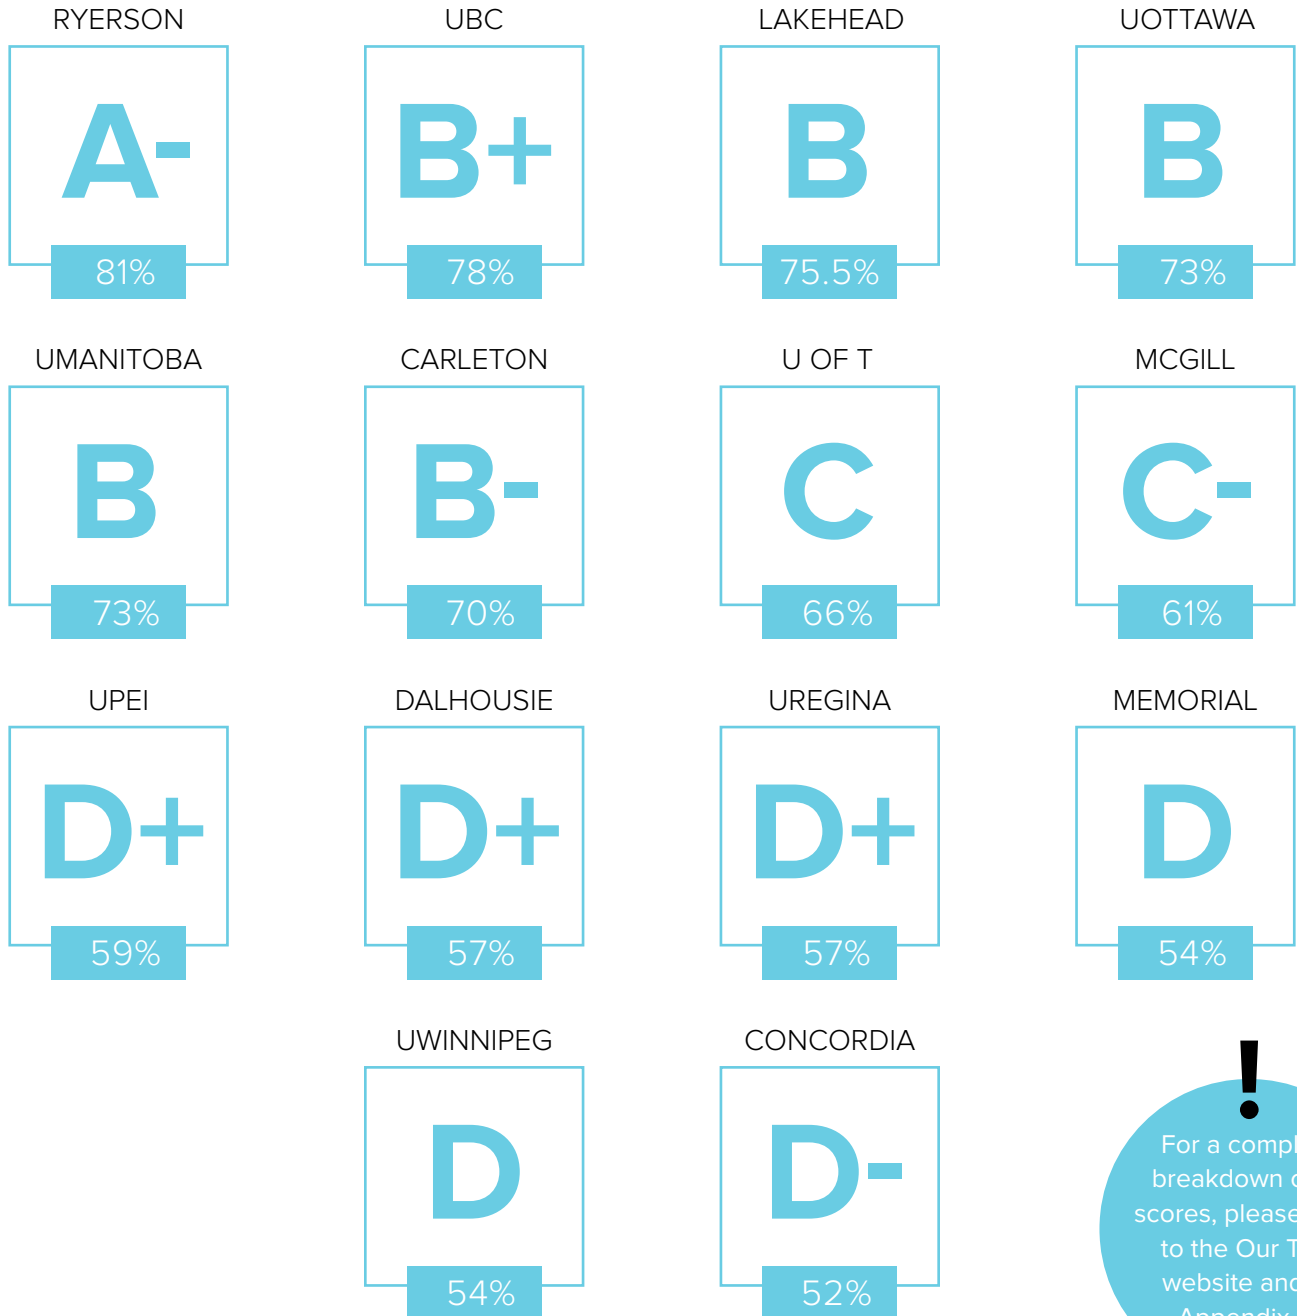 RYERSON
UBC
LAKEHEAD
UOTTAWA
A-
B+
B
B
81%
78%
75.5%
73%
UMANITOBA
CARLETON
U OF T
MCGILL
B
B-
C
C-
73%
70%
66%
61%
UPEI
DALHOUSIE
UREGINA
MEMORIAL
D+
D+
D+
D
59%
57%
57%
54%
UWINNIPEG
CONCORDIA
D
D-
54%
52%
!
For a
breakdown
scores, please
to the Our
website
Appendix